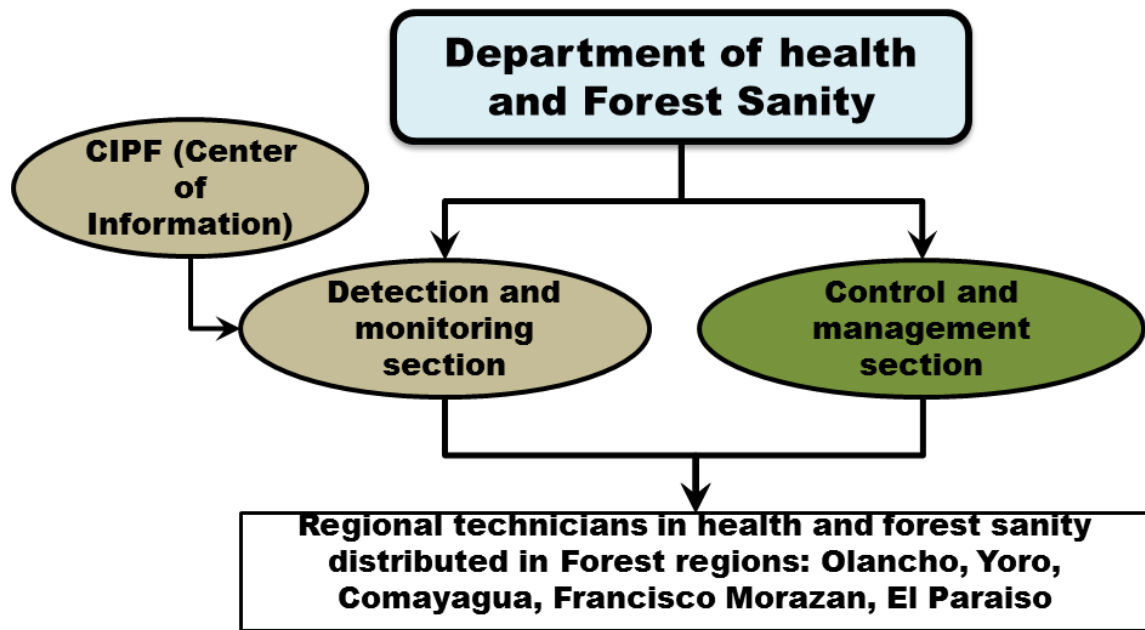 Department of health
and Forest Sanity
CIPF (Center
of
Information)
Detection and
monitoring
section
Control and
management
section
Regional technicians in health and forest sanity
distributed in Forest regions: Olancho, Yoro,
Comayagua, Francisco Morazan, El Paraiso